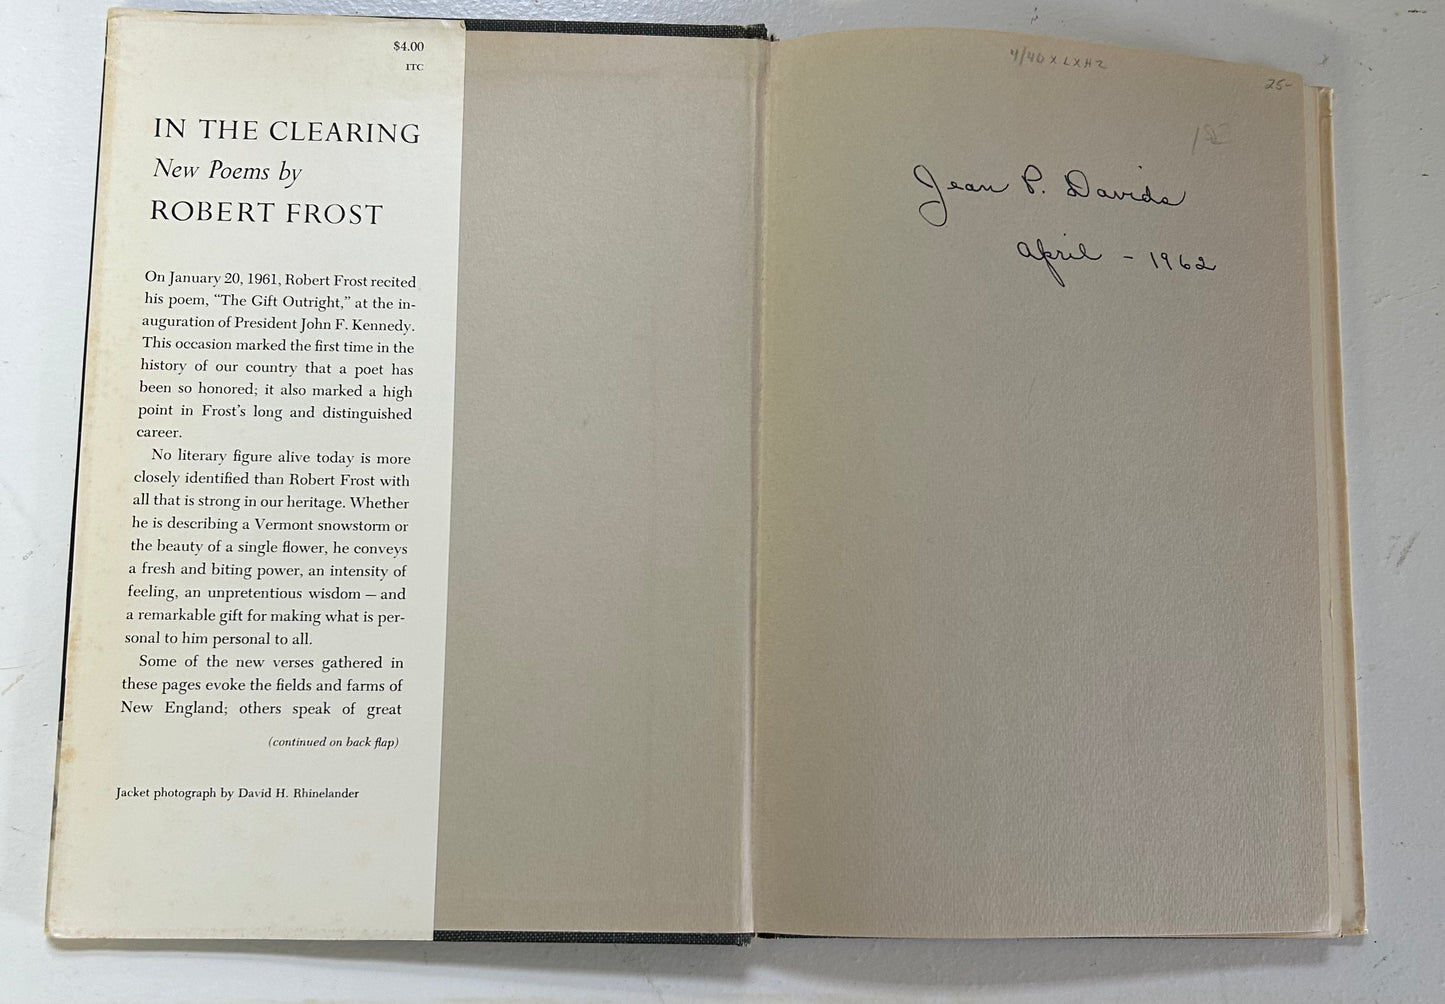 $4.00
ITC
IN THE CLEARING
New Poems by
ROBERT FROST
On January 20, 1961, Robert Frost recited
his poem, “The Gift Outright,” at the in-
auguration of President John F. Kennedy.
This occasion marked the first time in the
history of our country that a poet has
been so honored; it also marked a high
point in Frost’s long and distinguished
career.
No literary figure alive today is more
closely identified than Robert Frost with
all that is strong in our heritage. Whether
he is describing a Vermont snowstorm or
the beauty of a single flower, he conveys
a fresh and biting power, an intensity of
feeling, an unpretentious wisdom — and
a remarkable gift for making what is per-
sonal to him personal to all.
Some of the new verses gathered in
these pages evoke the fields and farms of
New England; others speak of great
(continued on back flap)
Jacket photograph by David H. Rhinelander
25-
Jean P. Davids
April - 1962